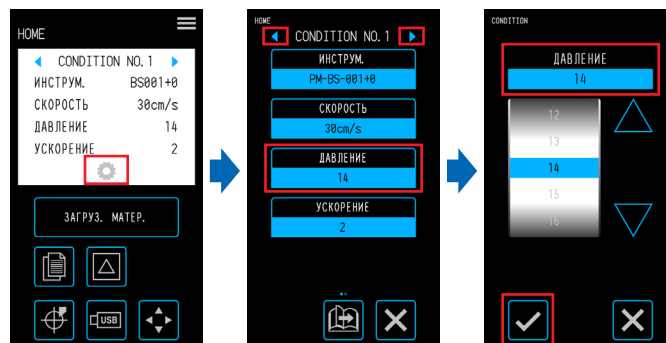 HOME
CONDITION NO.1
ИНСТРУМ. BS001+0
СКОРОСТЬ 30cm/s
ДАВЛЕНИЕ 14
УСКОРЕНИЕ 2
ЗАГРУЗ. МАТЕР.
USB
HOME
CONDITION NO.1
ИНСТРУМ.
PM-BS-001+0
СКОРОСТЬ
30cm/s
ДАВЛЕНИЕ
14
УСКОРЕНИЕ
2
CONDITION
ДАВЛЕНИЕ
14
12
13
14
15
16